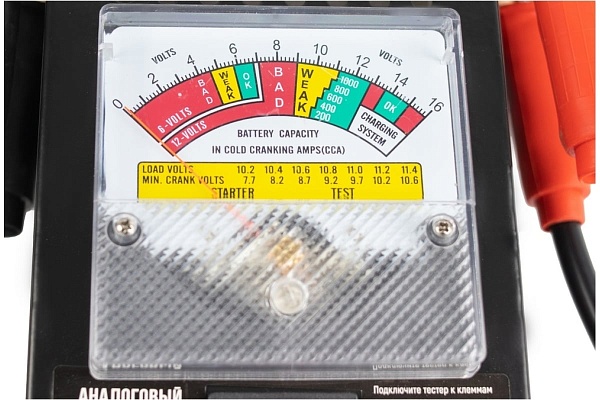 VOLTS VOLTS
0 2 4 6 8 10 12 14 16
BAD WEAK OK BAD WEAK 1000 OK
800
600
400
200
6-VOLTS
12-VOLTS
CHARGING
SYSTEM
BATTERY CAPACITY
IN COLD CRANKING AMPS(CCA)
LOAD VOLTS 10.2 10.4 10.6 10.8 11.0 11.2 11.4
MIN. CRANK VOLTS 7.7 8.2 8.7 9.2 9.7 10.2 10.6
STARTER TEST
АНАЛОГОВЫЙ
Подключите тестер к клеммам